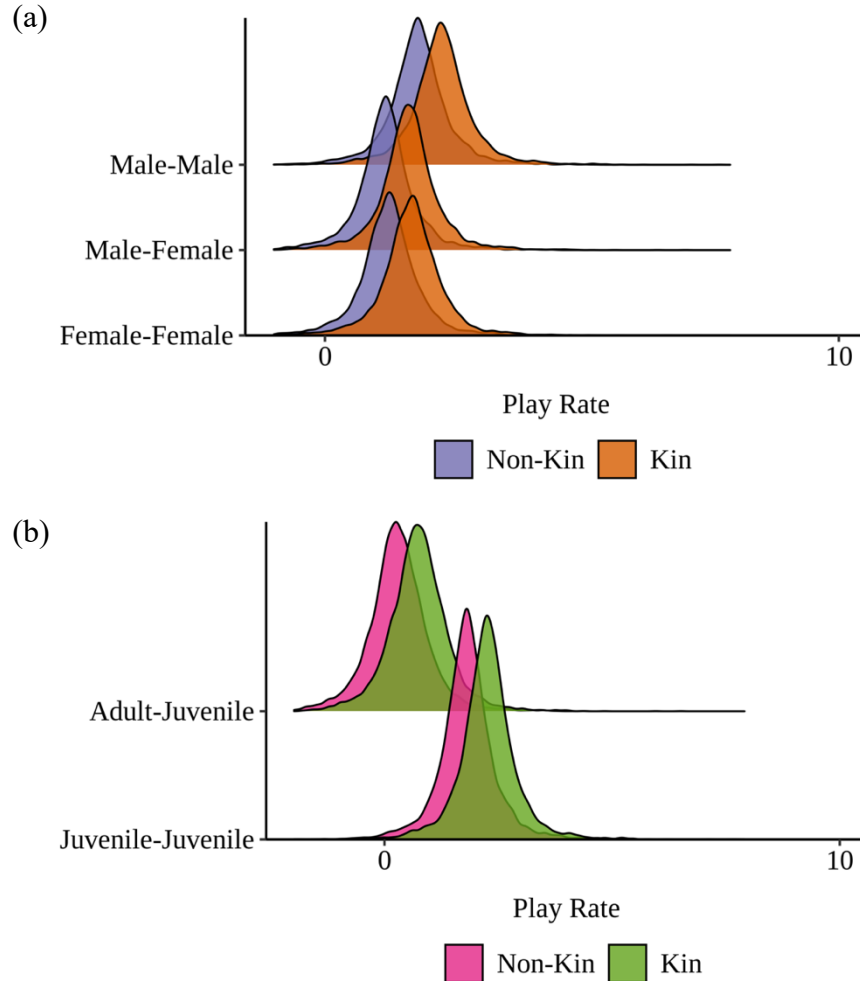 (a)
Male-Male
Male-Female
Female-Female
0 10
Play Rate
Non-Kin Kin
(b)
Adult-Juvenile
Juvenile-Juvenile
0 10
Play Rate
Non-Kin Kin